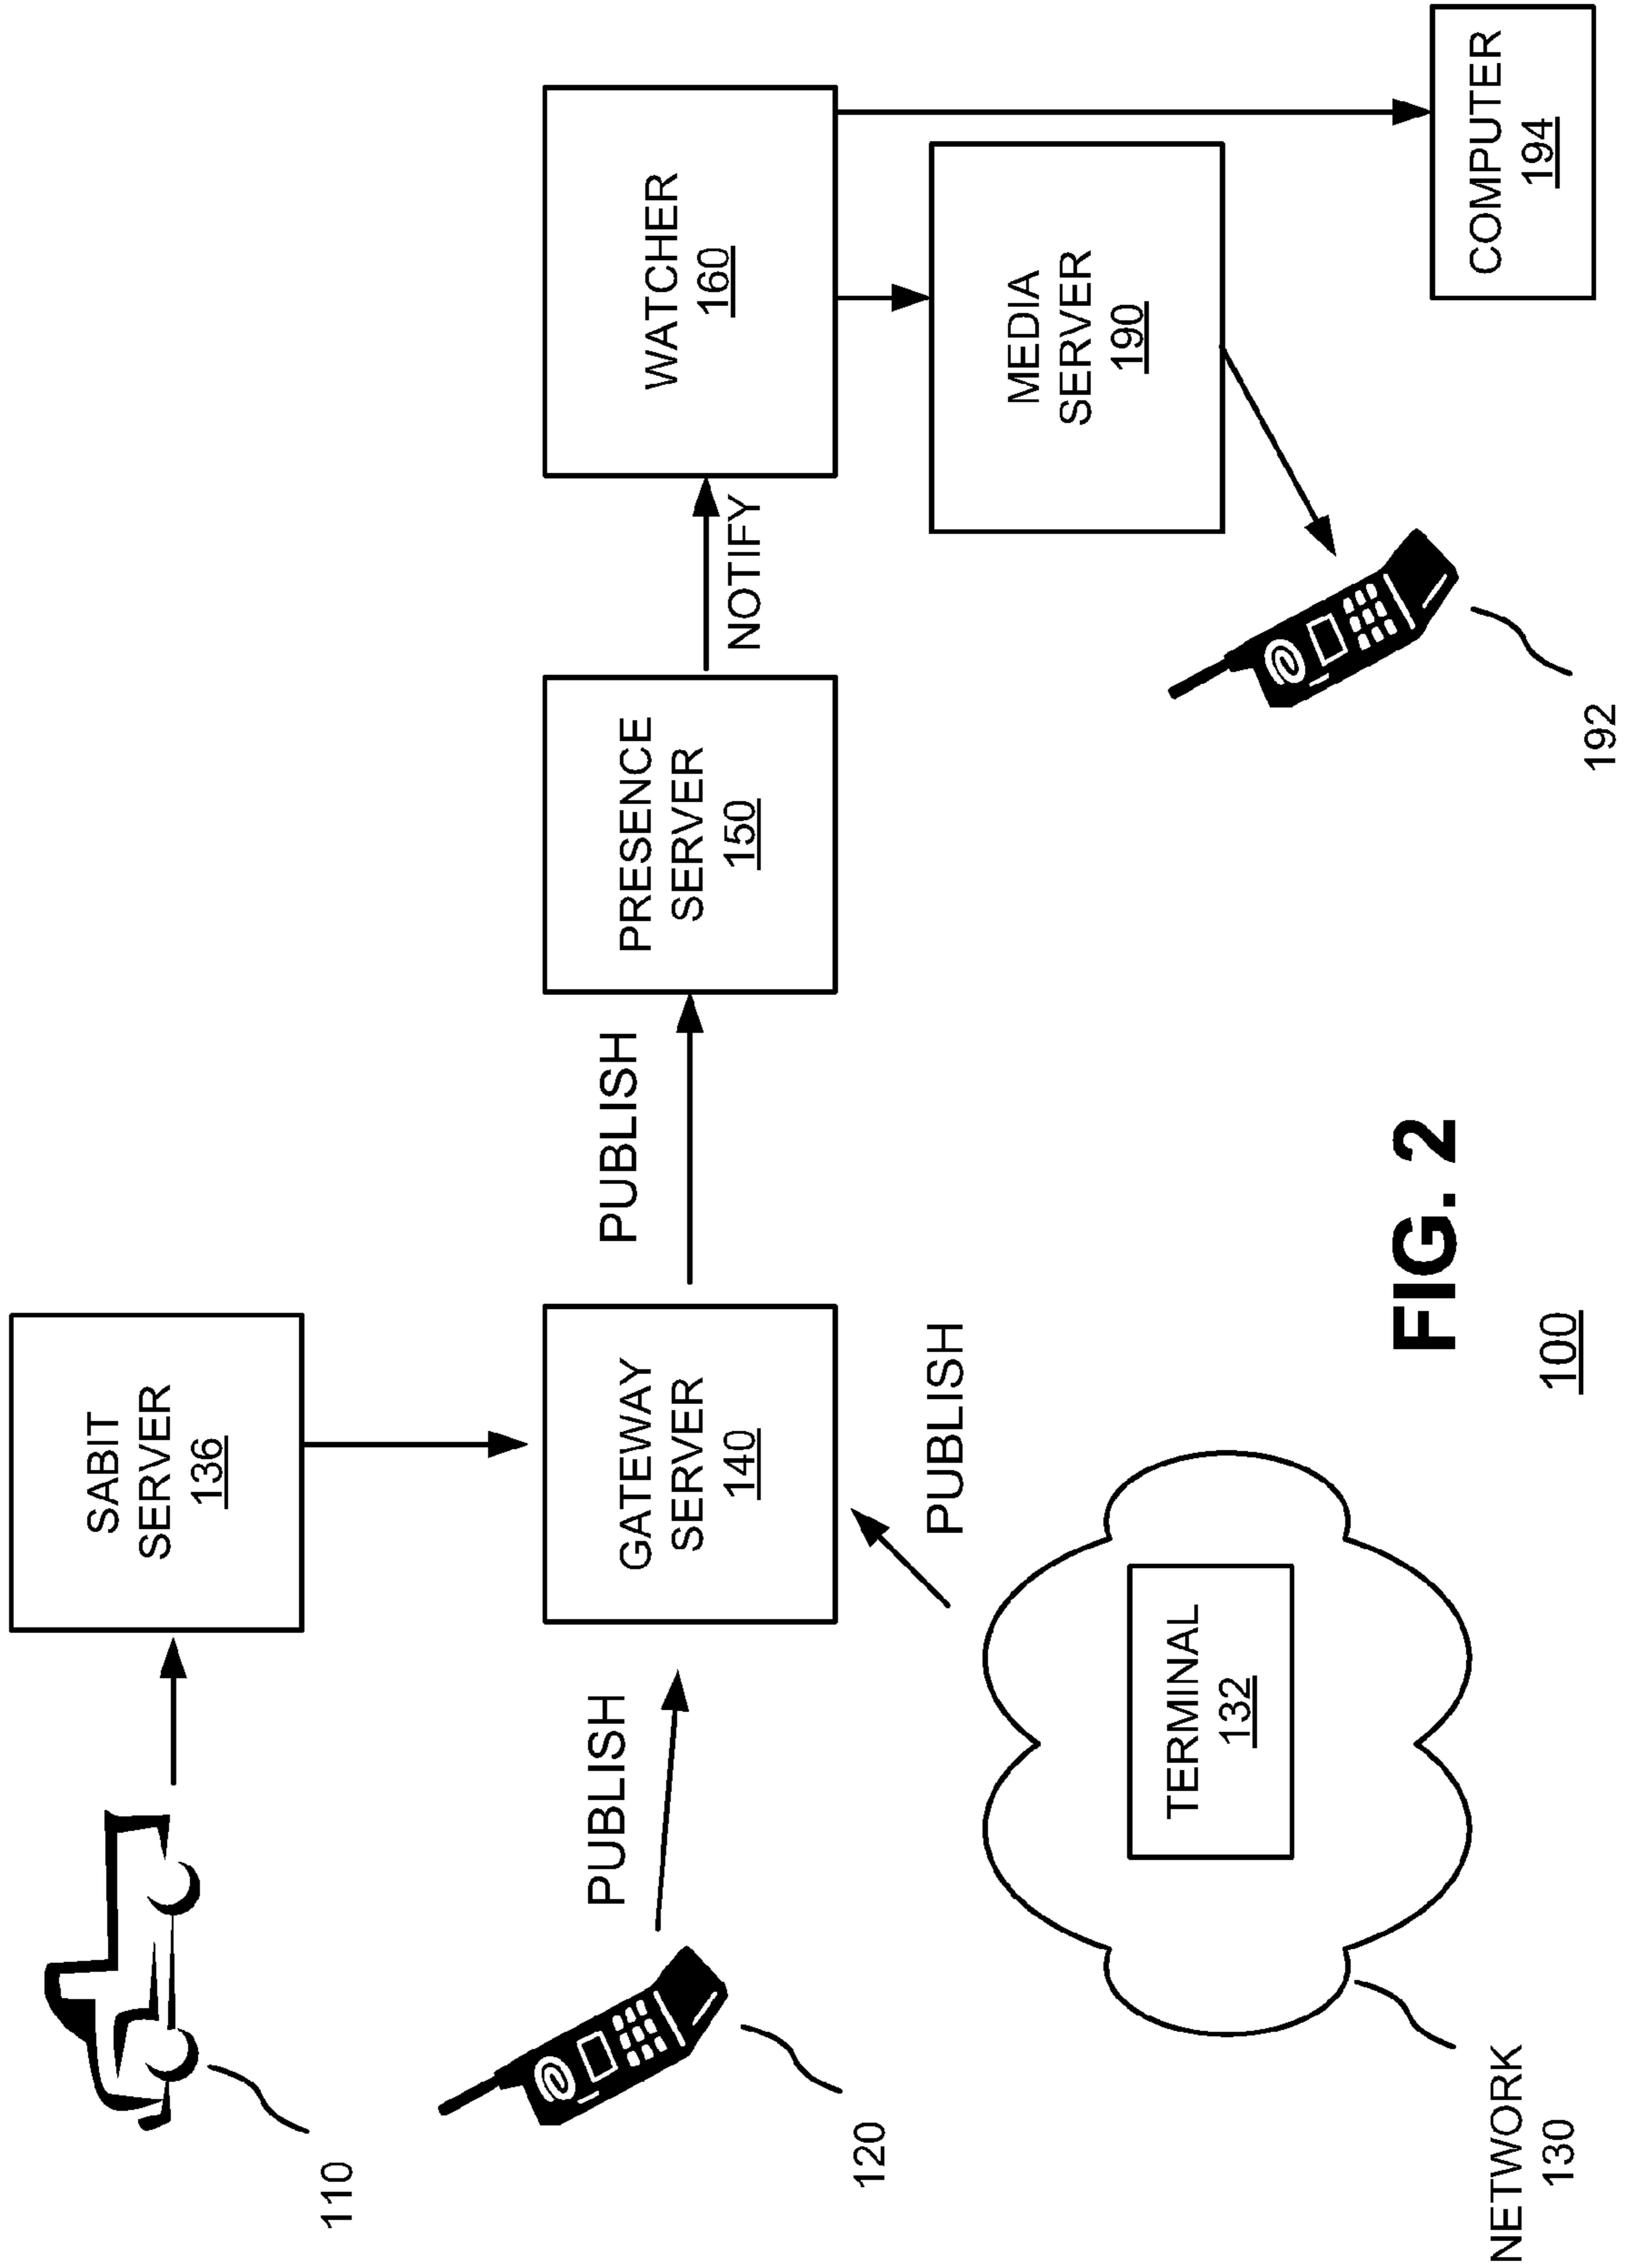 110
SABIT
SERVER
136
120
PUBLISH
GATEWAY
SERVER
140
PUBLISH
PRESENCE
SERVER
150
NOTIFY
WATCHER
160
PUBLISH
MEDIA
SERVER
190
TERMINAL
132
NETWORK
130
192
COMPUTER
194
FIG. 2
100